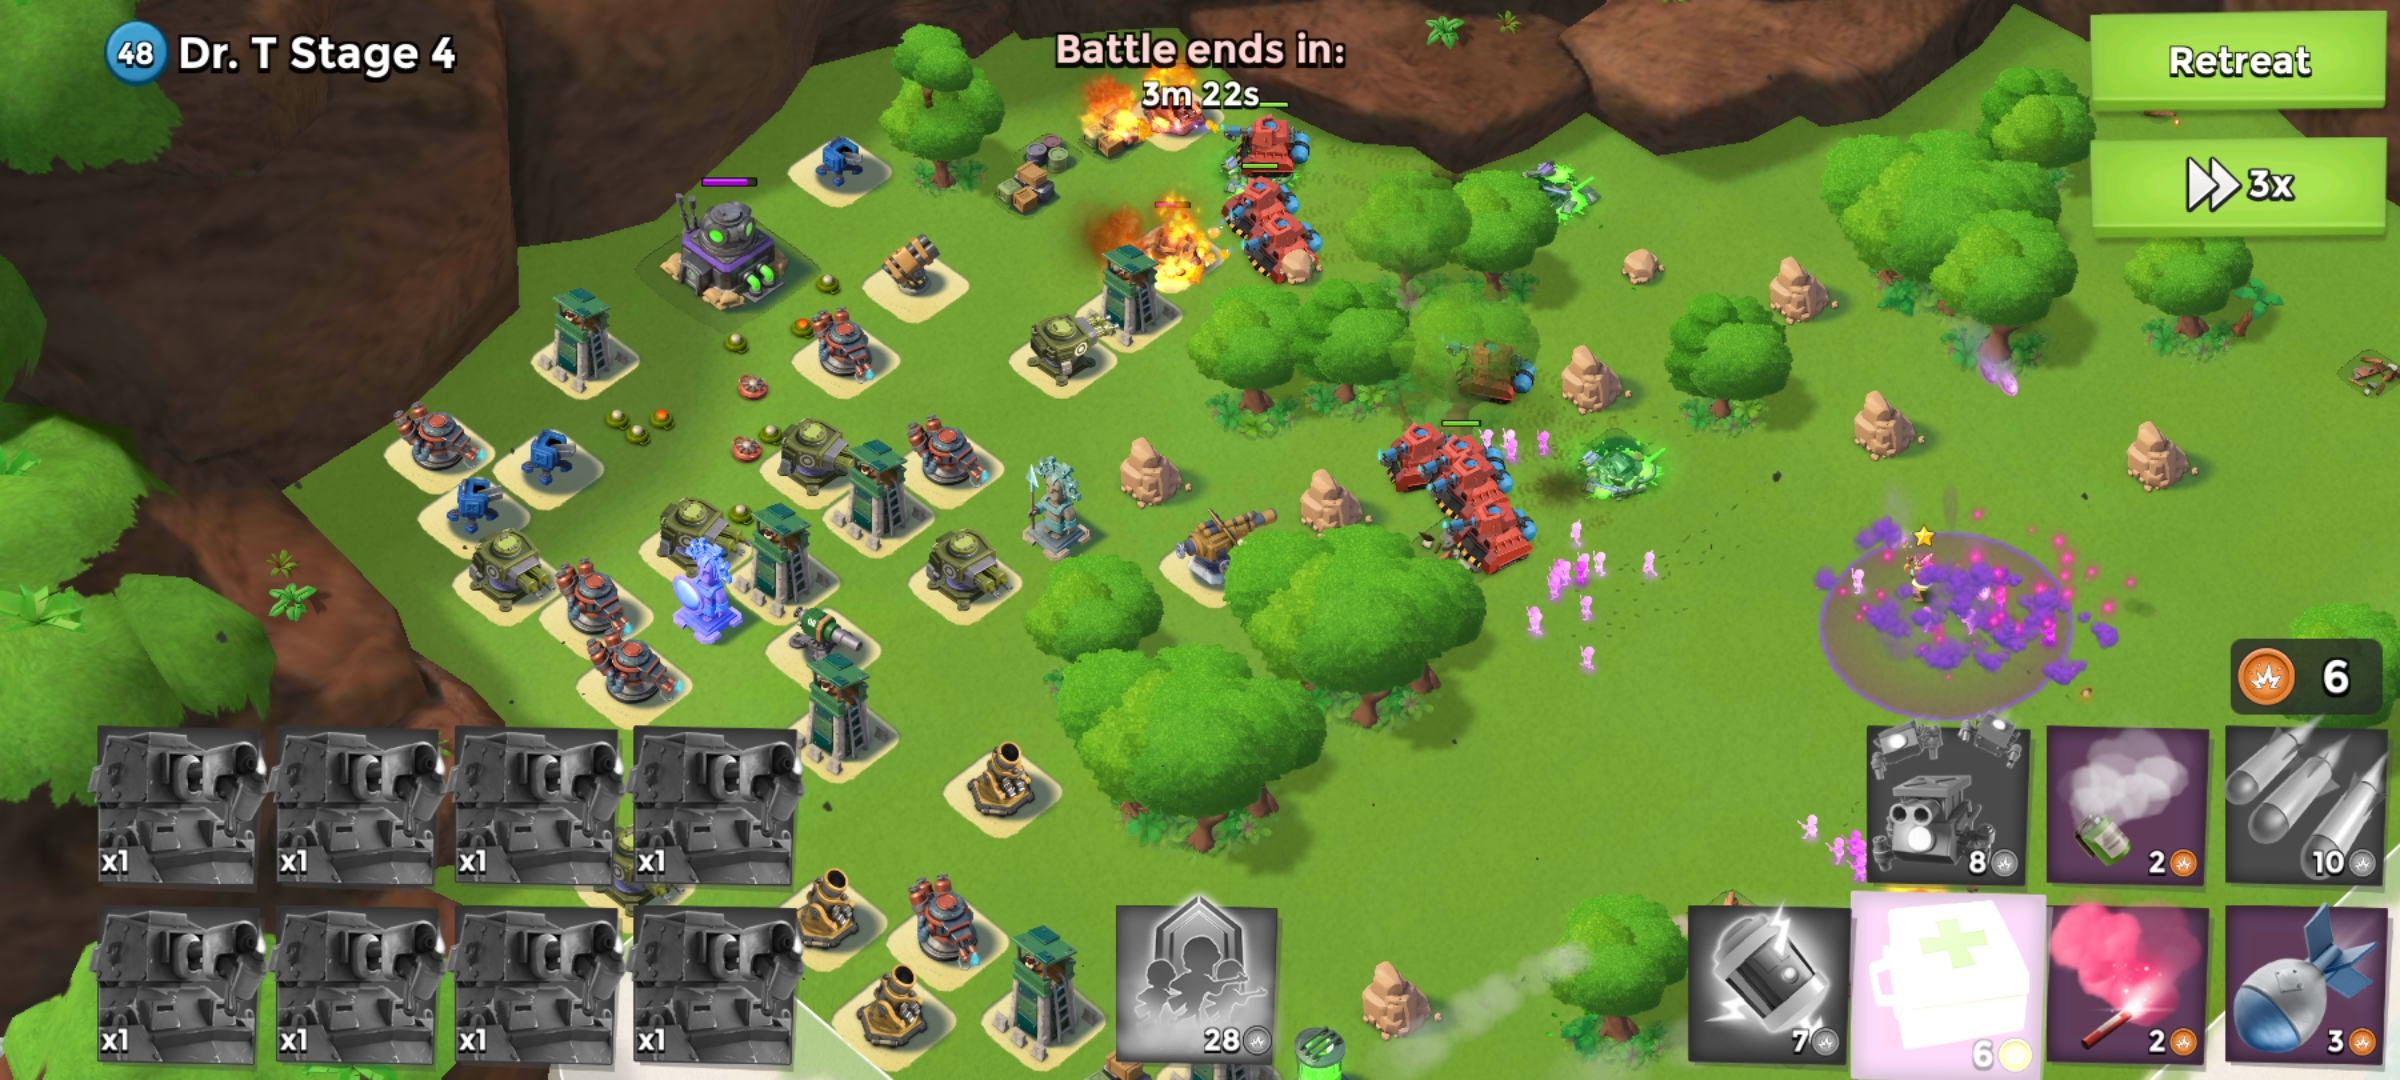 48 Dr. T Stage 4
Battle ends in:
3m 22s
Retreat
3x
6
x1
x1
x1
x1
8
2
10
x1
x1
x1
x1
28
7
6
2
3